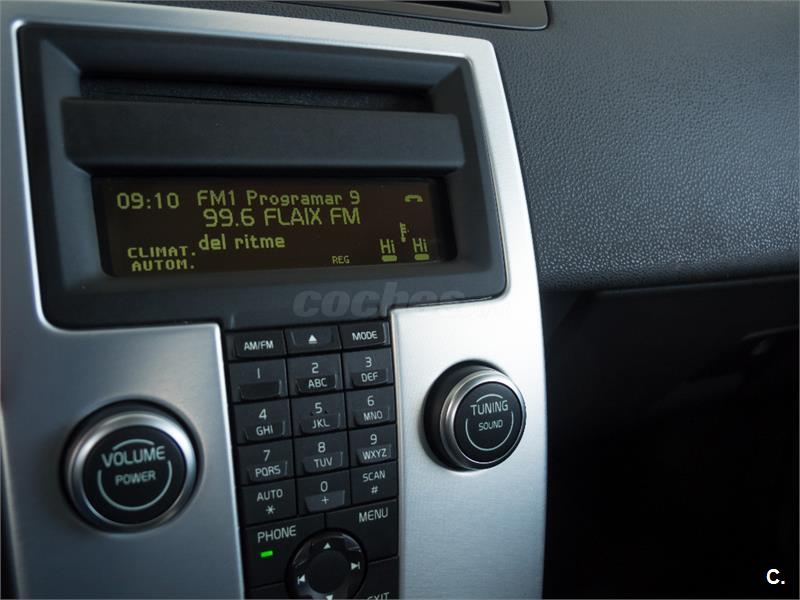 09:10 FM1 Programar 9
99.6 FLAIX FM
del ritme
CLIMAT.
AUTOM.
REG
Hi Hi
coches
AM/FM
MODE
1
2
ABC
3
DEF
4
GHI
5
JKL
6
MNO
7
PQRS
8
TUV
9
WXYZ
AUTO
*
0
+
SCAN
#
PHONE
MENU
EXIT
VOLUME
POWER
TUNING
SOUND
C.